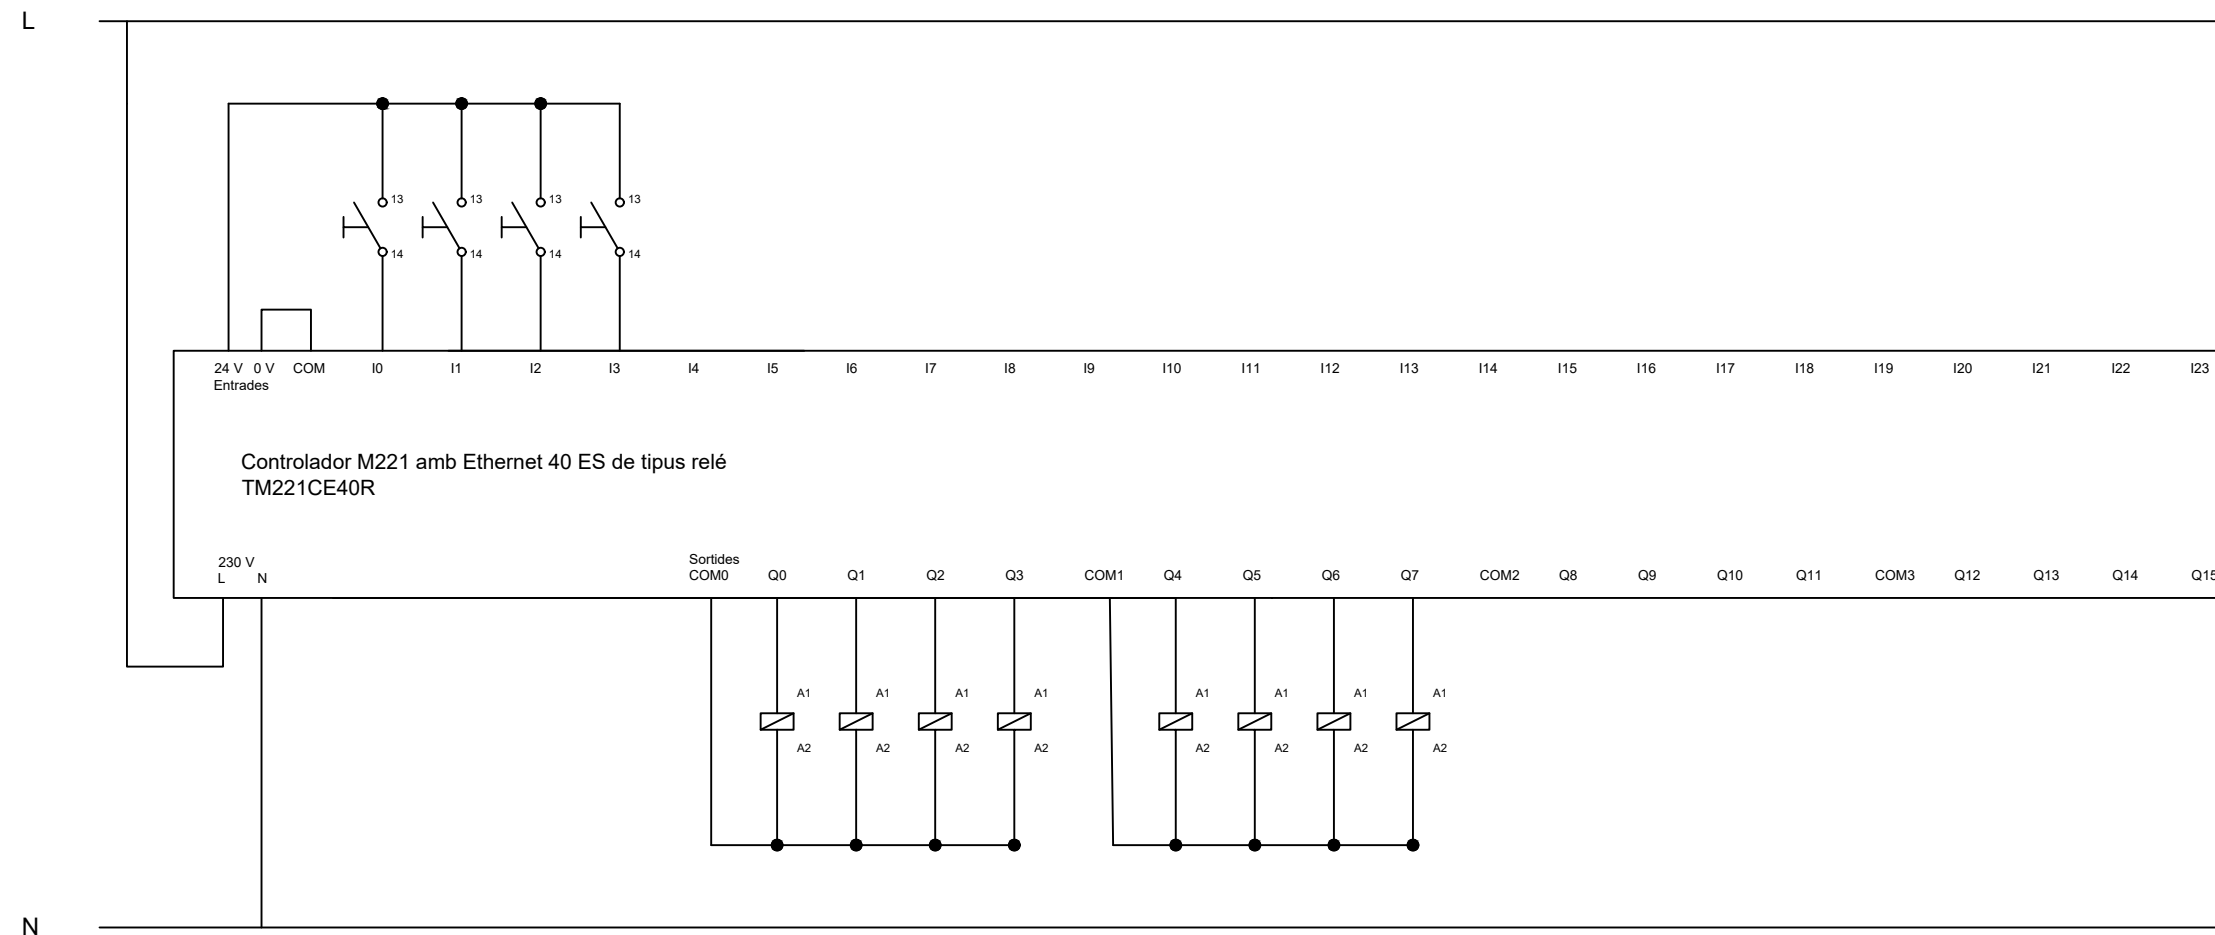 L
13 13 13 13
14 14 14 14
24 V 0 V COM I0 I1 I2 I3 I4 I5 I6 I7 I8 I9 I10 I11 I12 I13 I14 I15 I16 I17 I18 I19 I20 I21 I22 I23
Entrades
Controlador M221 amb Ethernet 40 ES de tipus relé
TM221CE40R
230 V
L N
Sortides
COM0 Q0 Q1 Q2 Q3 COM1 Q4 Q5 Q6 Q7 COM2 Q8 Q9 Q10 Q11 COM3 Q12 Q13 Q14 Q15
A1 A1 A1 A1 A1 A1 A1 A1
A2 A2 A2 A2 A2 A2 A2 A2
N